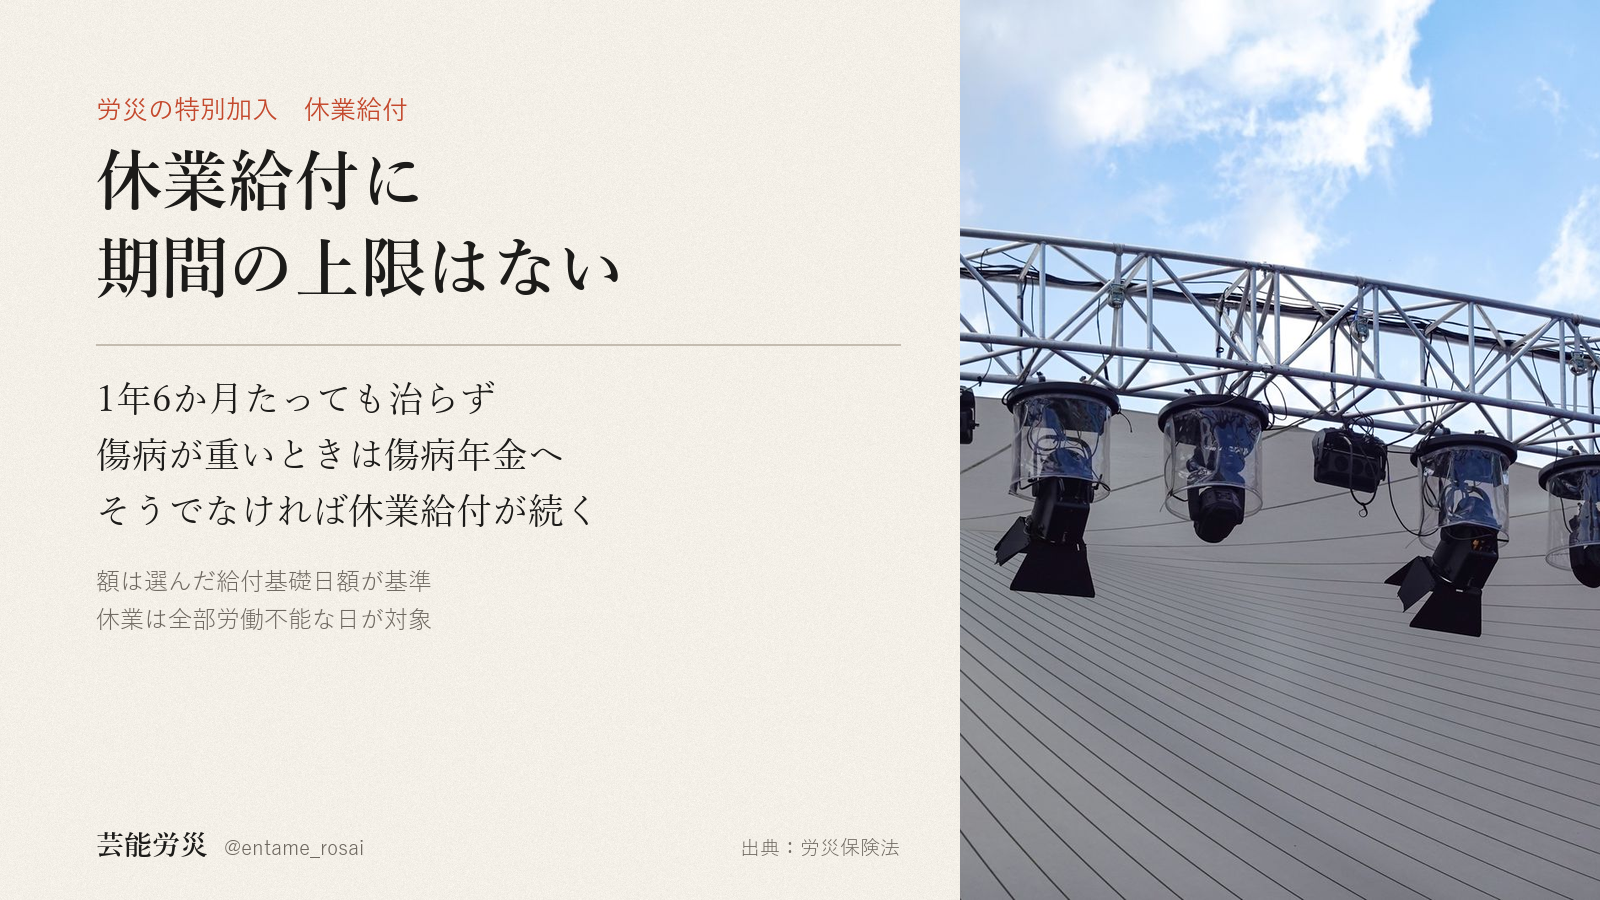 労災の特別加入　休業給付
休業給付に
期間の上限はない
1年6か月たっても治らず
傷病が重いときは傷病年金へ
そうでなければ休業給付が続く
額は選んだ給付基礎日額が基準
休業は全部労働不能な日が対象
芸能労災 @entame_rosai
出典：労災保険法